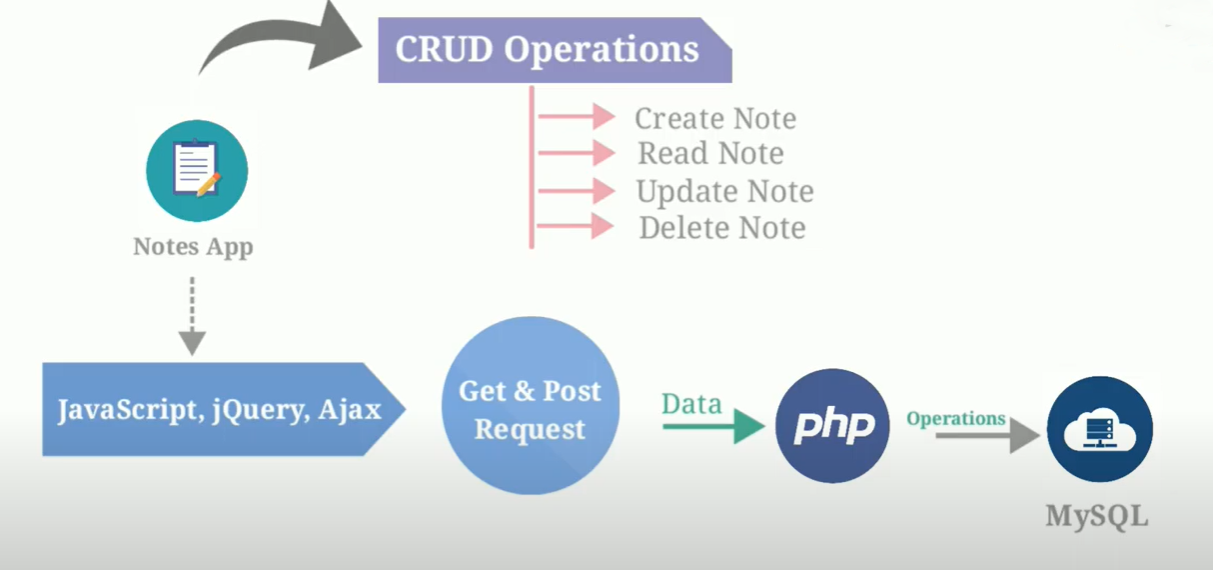 CRUD Operations
Create Note
Read Note
Update Note
Delete Note
Notes App
JavaScript, jQuery, Ajax
Get & Post
Request
Data
php
Operations
MySQL